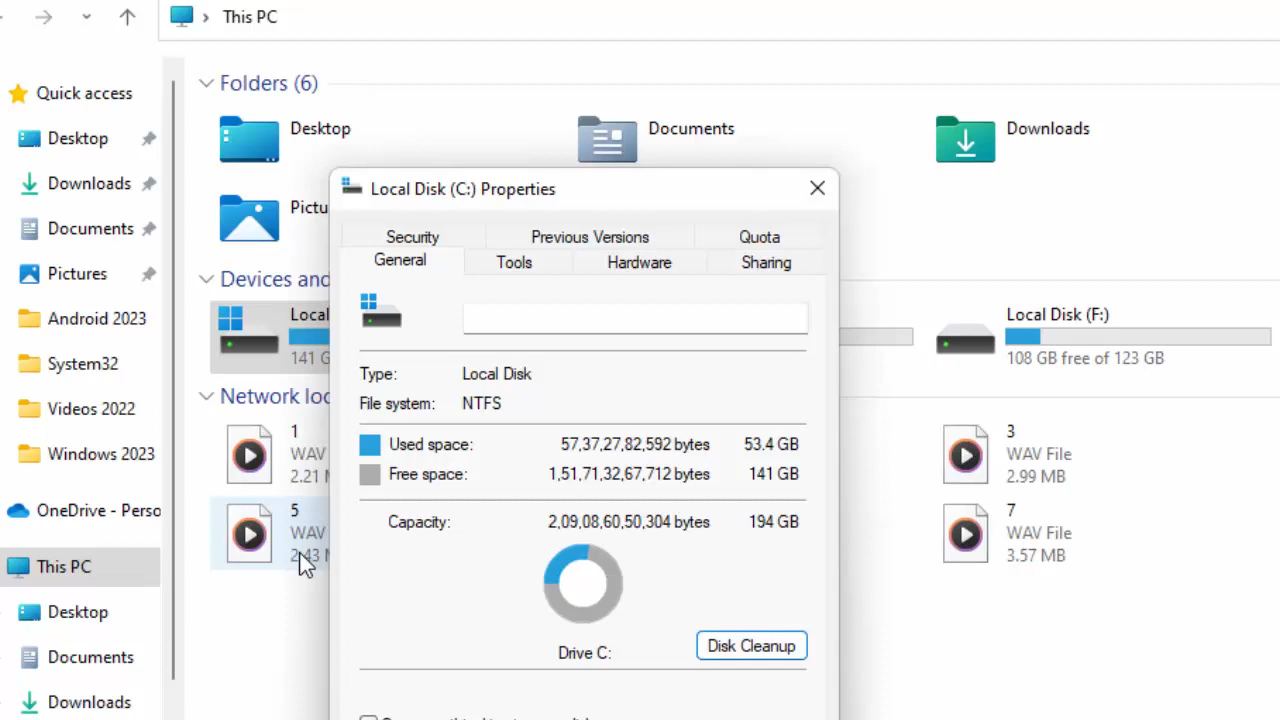 This PC
Folders (6)
Quick access
Desktop
Documents
Downloads
Desktop
Downloads
Local Disk (C:) Properties
Documents
Security Previous Versions Quota
General Tools Hardware Sharing
Pictures
Devices and
Android 2023
Local
Local Disk (F:)
141 G
108 GB free of 123 GB
System32
Type: Local Disk
Network
File system: NTFS
Videos 2022
1
WAV
2.21
3
WAV File
2.99 MB
Used space: 57,37,27,82,592 bytes 53.4 GB
Windows 2023
Free space: 1,51,71,32,67,712 bytes 141 GB
OneDrive -
5
WAV
7
WAV File
3.57 MB
Capacity: 2,09,08,60,50,304 bytes 194 GB
This PC
Desktop
Drive C:
Disk Cleanup
Documents
Downloads